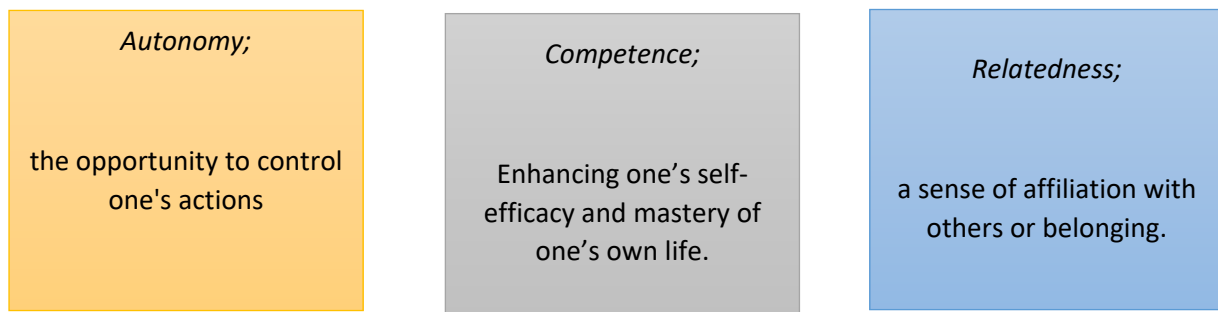 Autonomy;
the opportunity to control
one's actions
Competence;
Enhancing one’s self-
efficacy and mastery of
one’s own life.
Relatedness;
a sense of affiliation with
others or belonging.